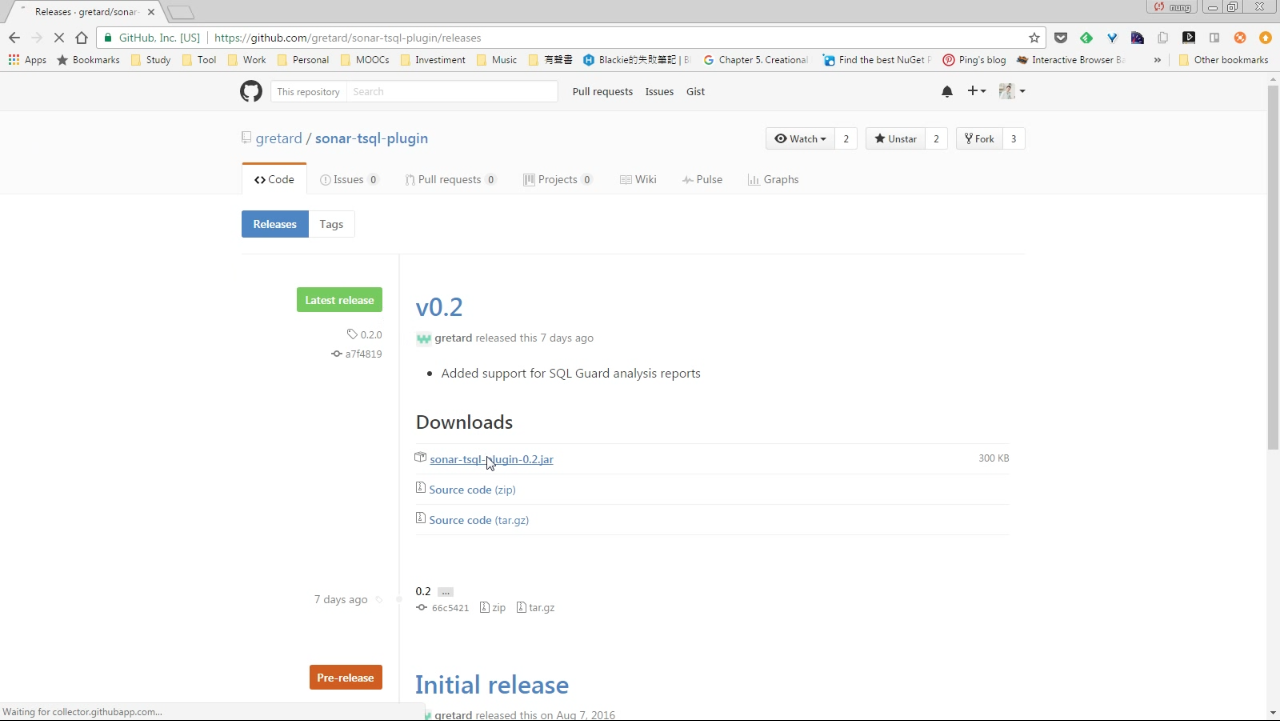 Releases · gretard/sonar-
nung
GitHub, Inc. [US] https://github.com/gretard/sonar-tsql-plugin/releases
Apps Bookmarks Study Tool Work Personal MOOCs Investment Music 有聲書 Blackie的失敗筆記 | Chapter 5. Creational Find the best NuGet Ping's blog Interactive Browser » Other bookmarks
This repository Search Pull requests Issues Gist
gretard / sonar-tsql-plugin
Watch 2 Unstar 2 Fork 3
Code Issues 0 Pull requests 0 Projects 0 Wiki Pulse Graphs
Releases Tags
Latest release
0.2.0
a7f4819
v0.2
gretard released this 7 days ago
• Added support for SQL Guard analysis reports
Downloads
sonar-tsql-plugin-0.2.jar 300 KB
Source code (zip)
Source code (tar.gz)
7 days ago
0.2 ...
66c5421 zip tar.gz
Pre-release
Initial release
gretard released this on Aug 7, 2016
Waiting for collector.githubapp.com...